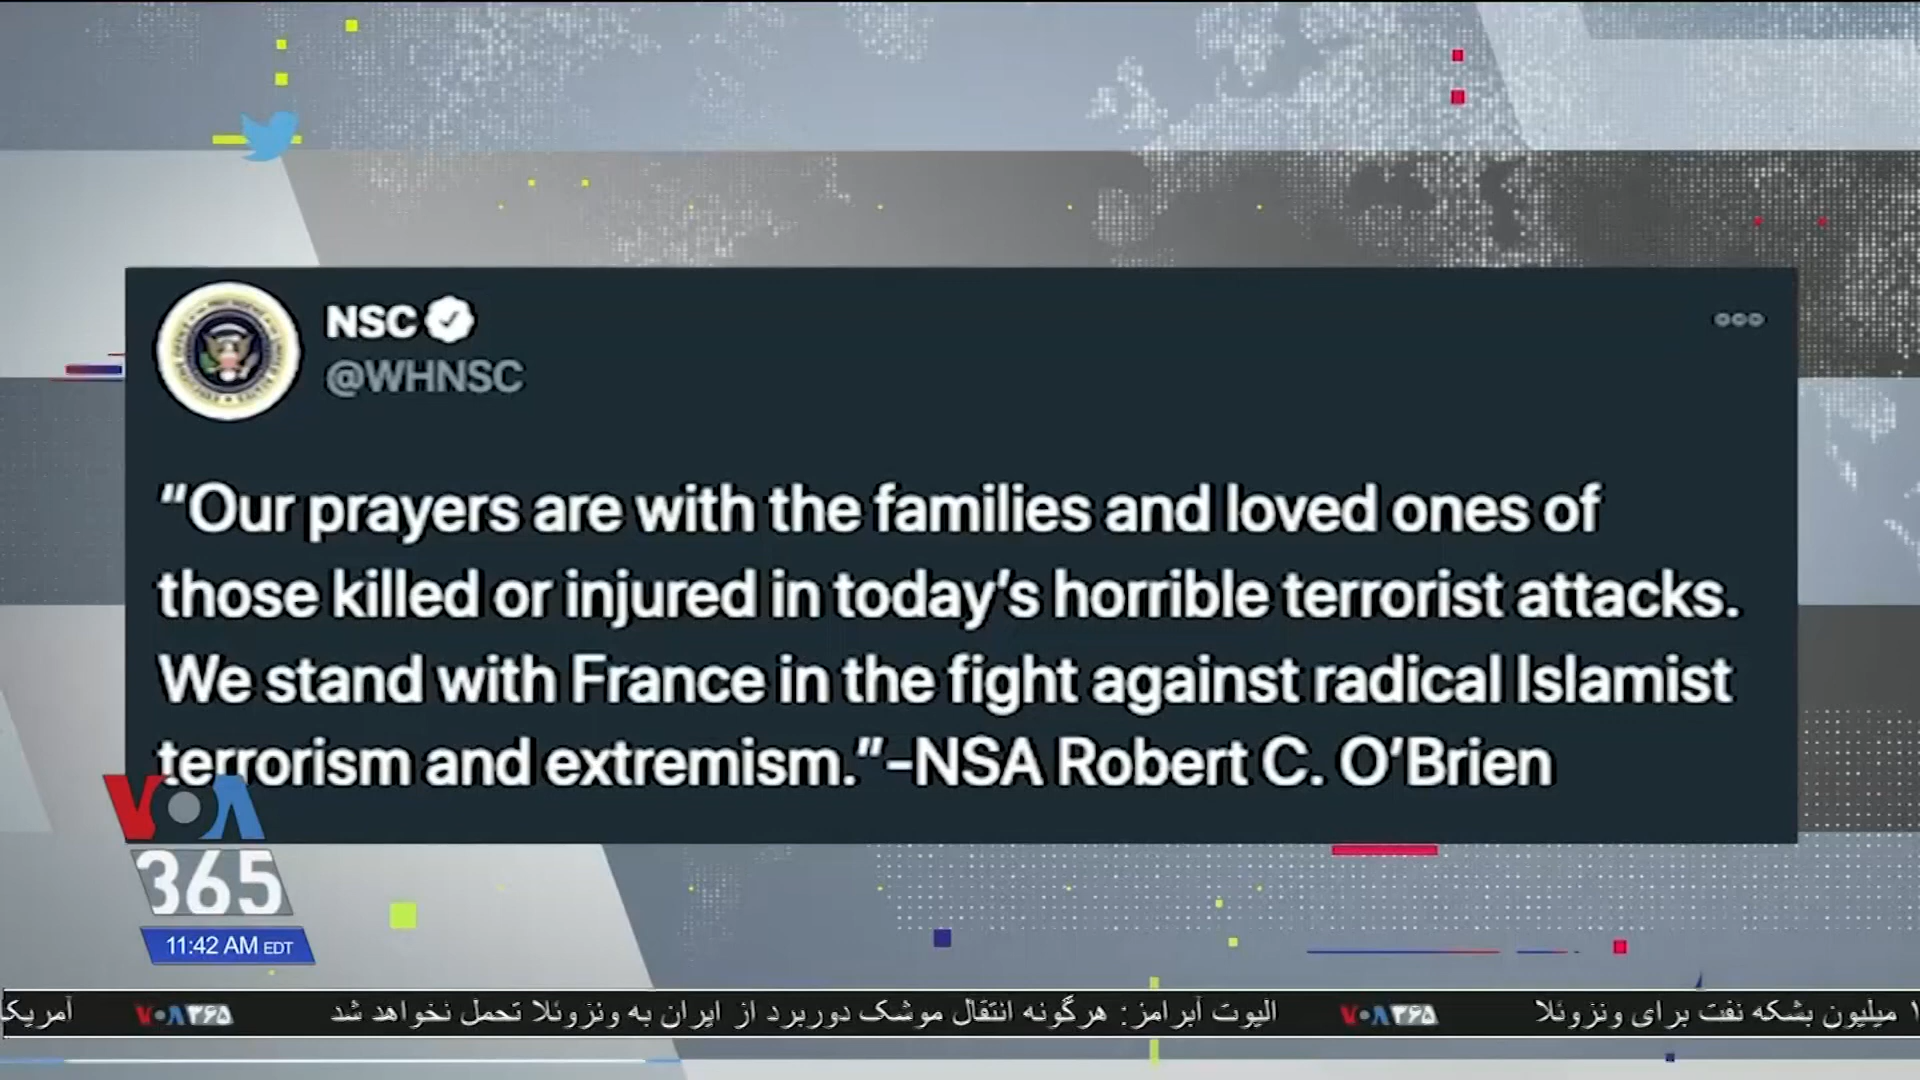 NSC
@WHNSC
“Our prayers are with the families and loved ones of
those killed or injured in today’s horrible terrorist attacks.
We stand with France in the fight against radical Islamist
terrorism and extremism.”-NSA Robert C. O’Brien
VOA
365
11:42 AM EDT
۱ میلیون بشکه نفت برای ونزوئلا VOA۳۶۵ الیوت آبرامز: هرگونه انتقال موشک دوربرد از ایران به ونزوئلا تحمل نخواهد شد VOA۳۶۵ آمریک